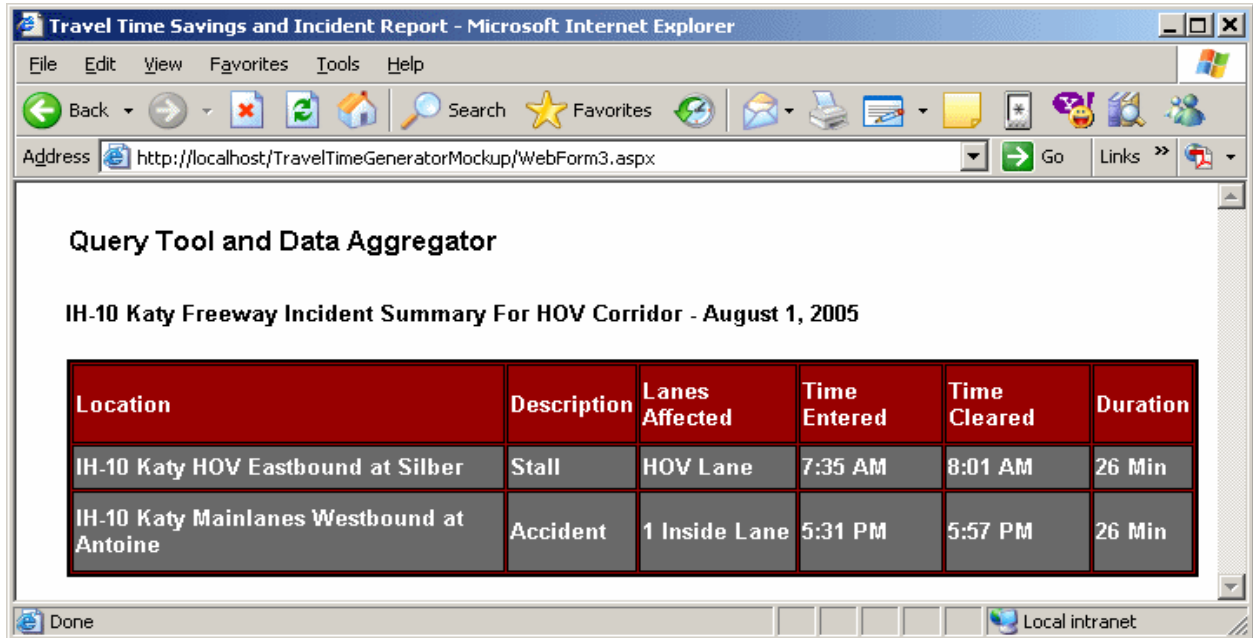 Travel Time Savings and Incident Report - Microsoft Internet Explorer
File Edit View Favorites Tools Help
Back Search Favorites
Address http://localhost/TravelTimeGeneratorMockup/WebForm3.aspx Go Links »
Query Tool and Data Aggregator
IH-10 Katy Freeway Incident Summary For HOV Corridor - August 1, 2005
Location Description Lanes Affected Time Entered Time Cleared Duration
IH-10 Katy HOV Eastbound at Silber Stall HOV Lane 7:35 AM 8:01 AM 26 Min
IH-10 Katy Mainlanes Westbound at Antoine Accident 1 Inside Lane 5:31 PM 5:57 PM 26 Min
Done Local intranet